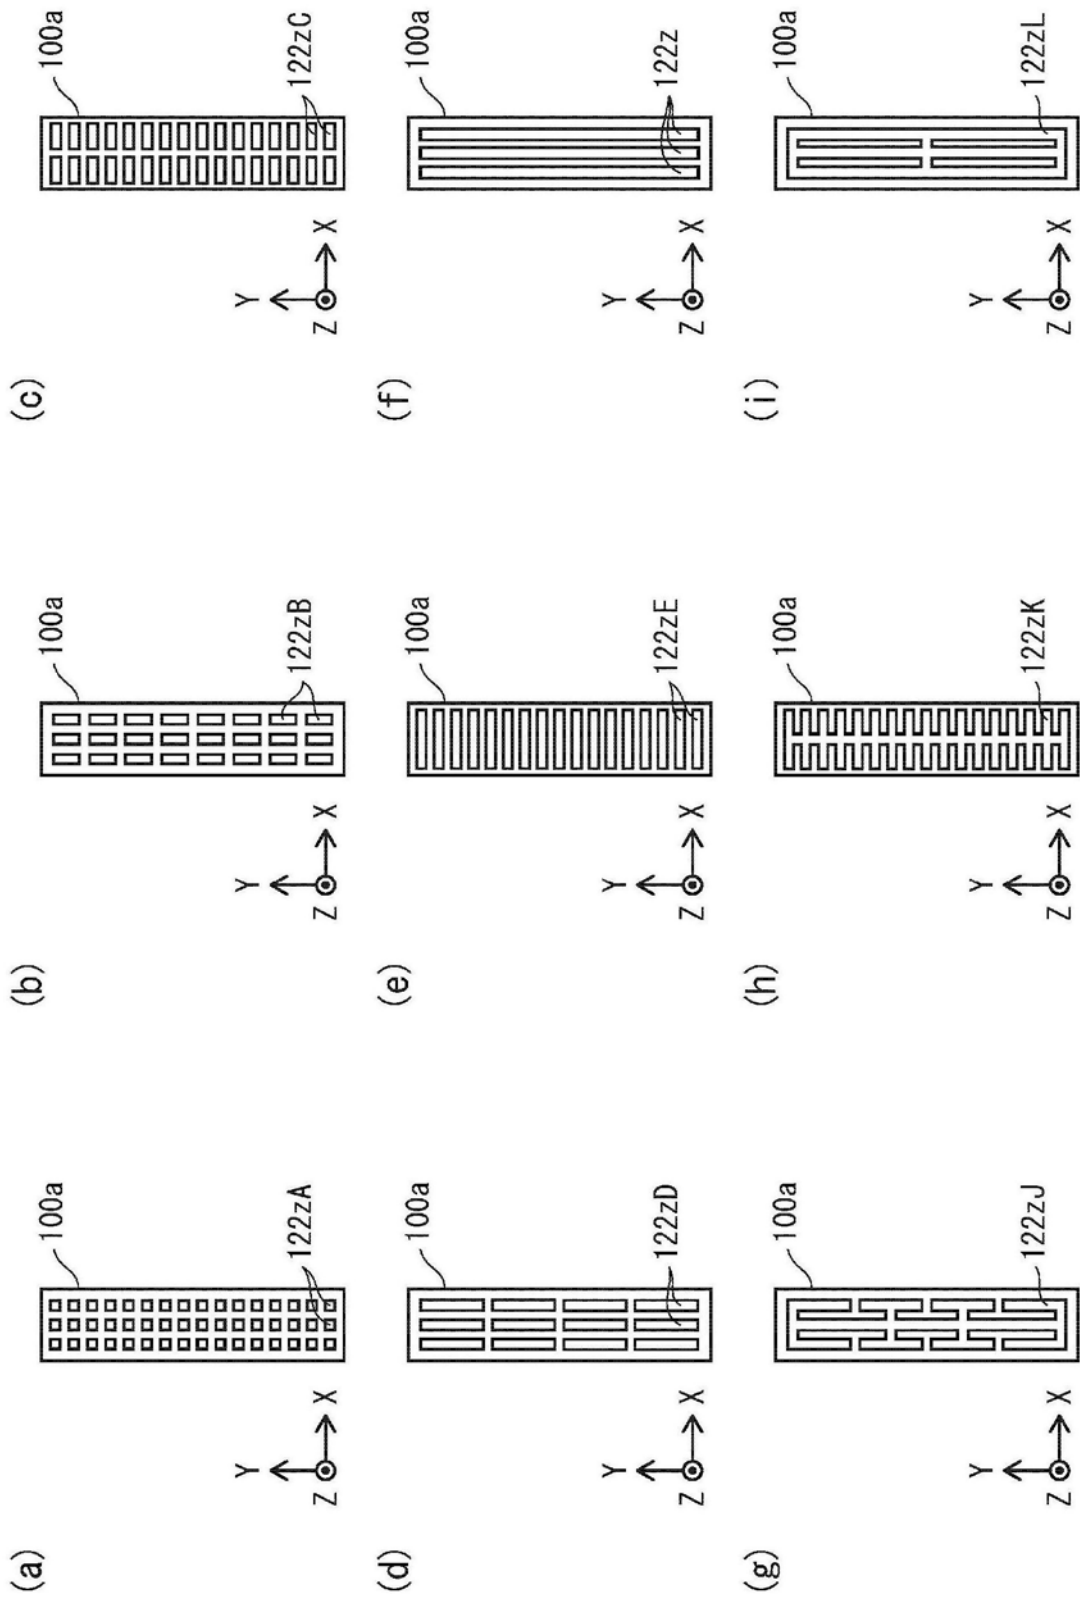 (a)
100a
122zA
Y
X
Z
(b)
100a
122zB
Y
X
Z
(c)
100a
122zC
Y
X
Z
(d)
100a
122zD
Y
X
Z
(e)
100a
122zE
Y
X
Z
(f)
100a
122z
Y
X
Z
(g)
100a
122zJ
Y
X
Z
(h)
100a
122zK
Y
X
Z
(i)
100a
122zL
Y
X
Z